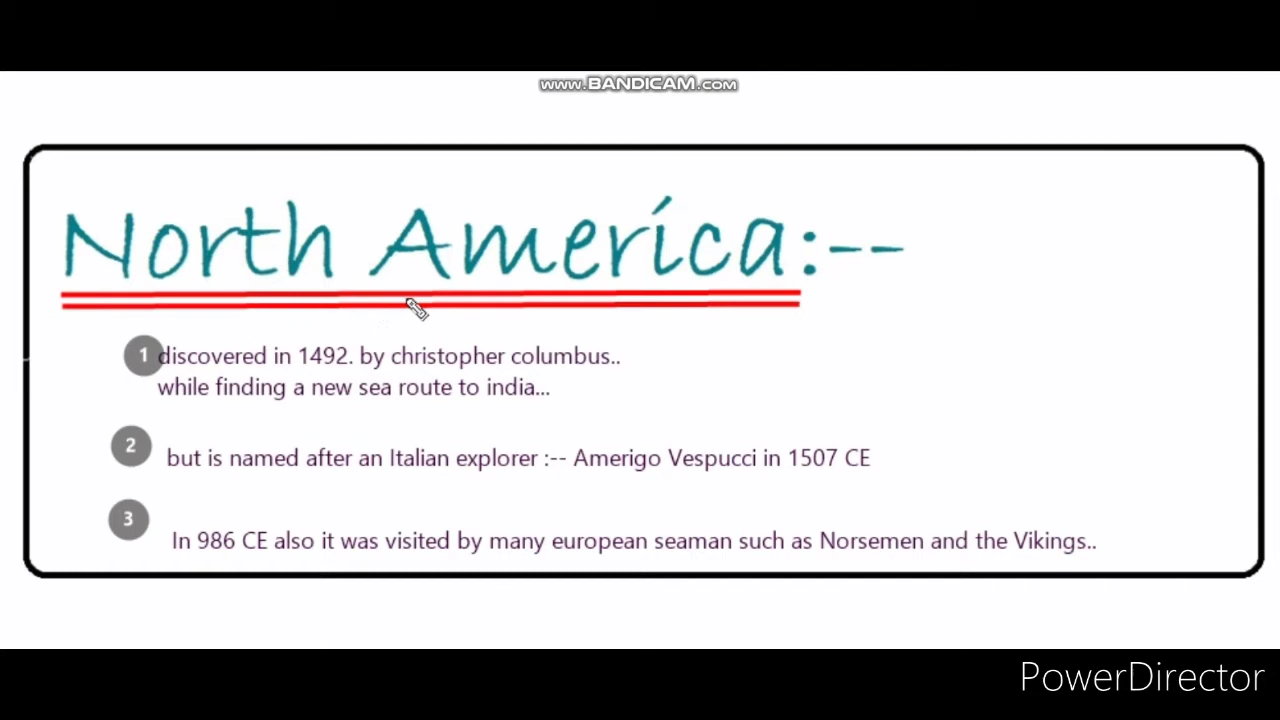 www.BANDICAM.com
North America:--
1 discovered in 1492. by christopher columbus..
while finding a new sea route to india...
2 but is named after an Italian explorer :-- Amerigo Vespucci in 1507 CE
3 In 986 CE also it was visited by many european seaman such as Norsemen and the Vikings..
PowerDirector